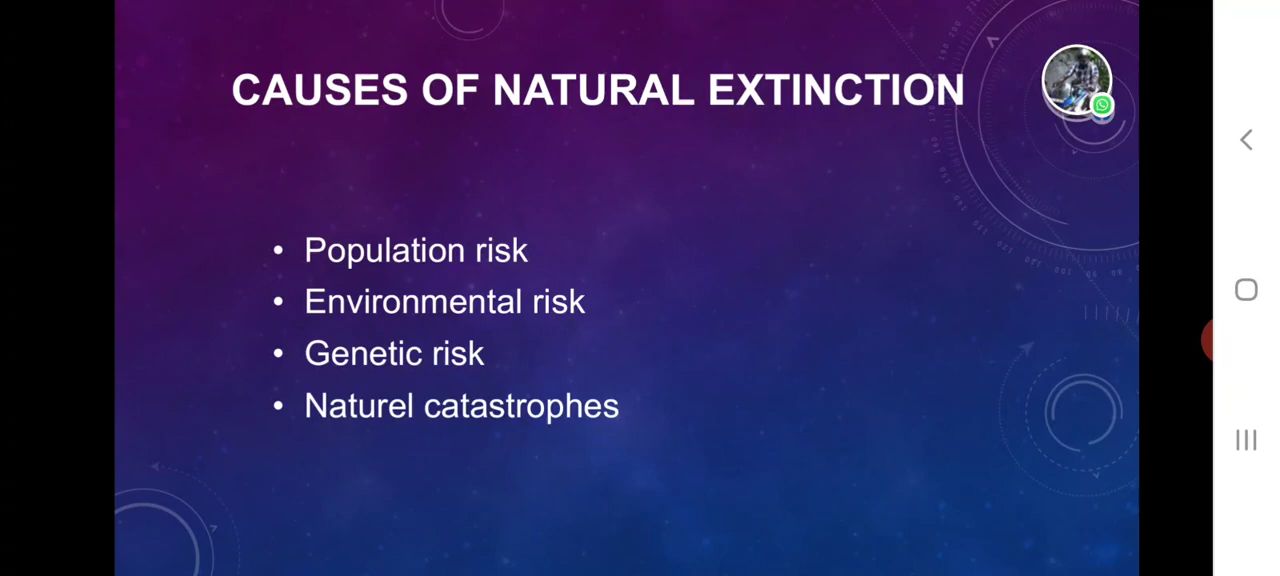 CAUSES OF NATURAL EXTINCTION
• Population risk
• Environmental risk
• Genetic risk
• Naturel catastrophes